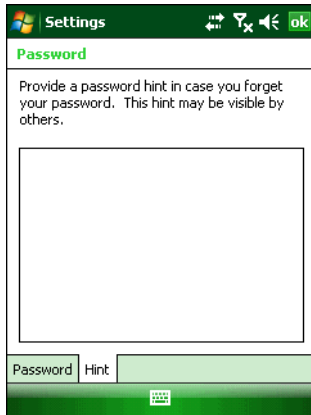 Settings
ok
Password
Provide a password hint in case you forget
your password.  This hint may be visible by
others.
Password
Hint